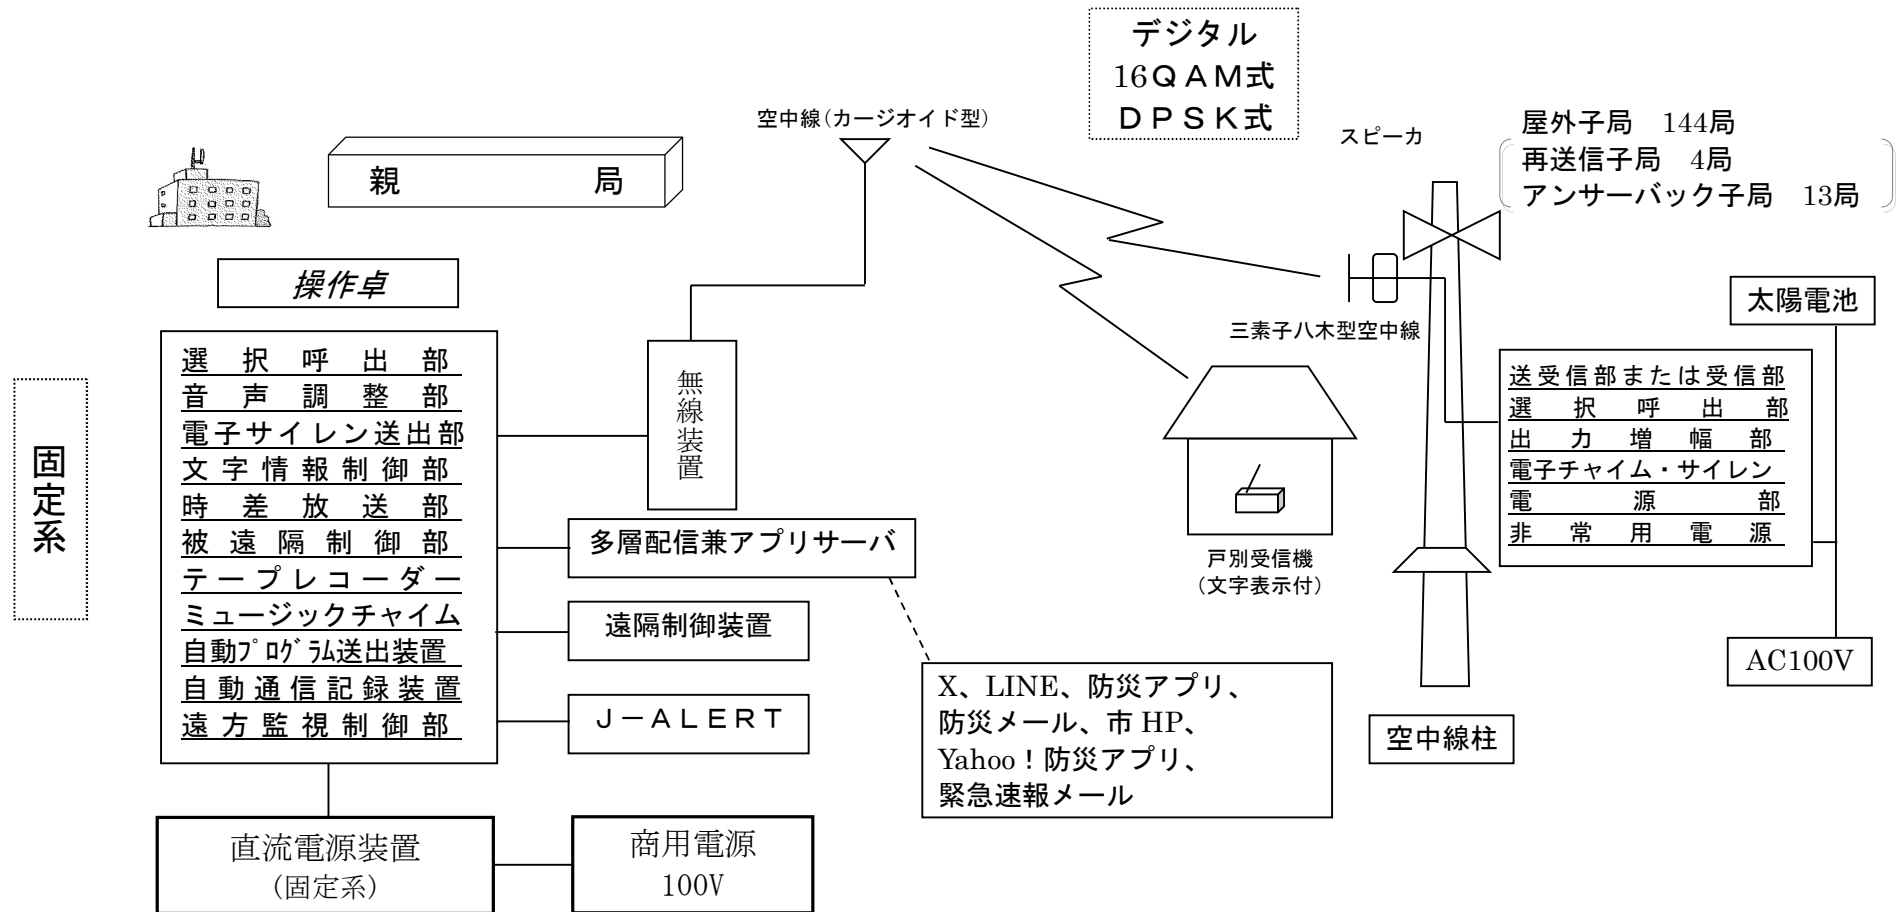 デジタル
16ＱＡＭ式
ＤＰＳＫ式
空中線(カージオイド型)
スピーカ
屋外子局　144局
再送信子局　4局
アンサーバック子局　13局
親　局
操作卓
太陽電池
三素子八木型空中線
選択呼出部
音声調整部
電子サイレン送出部
文字情報制御部
時差放送部
被遠隔制御部
テープレコーダー
ミュージックチャイム
自動ﾌﾟﾛｸﾞﾗﾑ送出装置
自動通信記録装置
遠方監視制御部
無線装置
送受信部または受信部
選択呼出部
出力増幅部
電子チャイム・サイレン
電源部
非常用電源
固定系
多層配信兼アプリサーバ
戸別受信機
(文字表示付)
遠隔制御装置
AC100V
X、LINE、防災アプリ、
防災メール、市 HP、
Yahoo！防災アプリ、
緊急速報メール
Ｊ－ＡＬＥＲＴ
空中線柱
直流電源装置
(固定系)
商用電源
100V